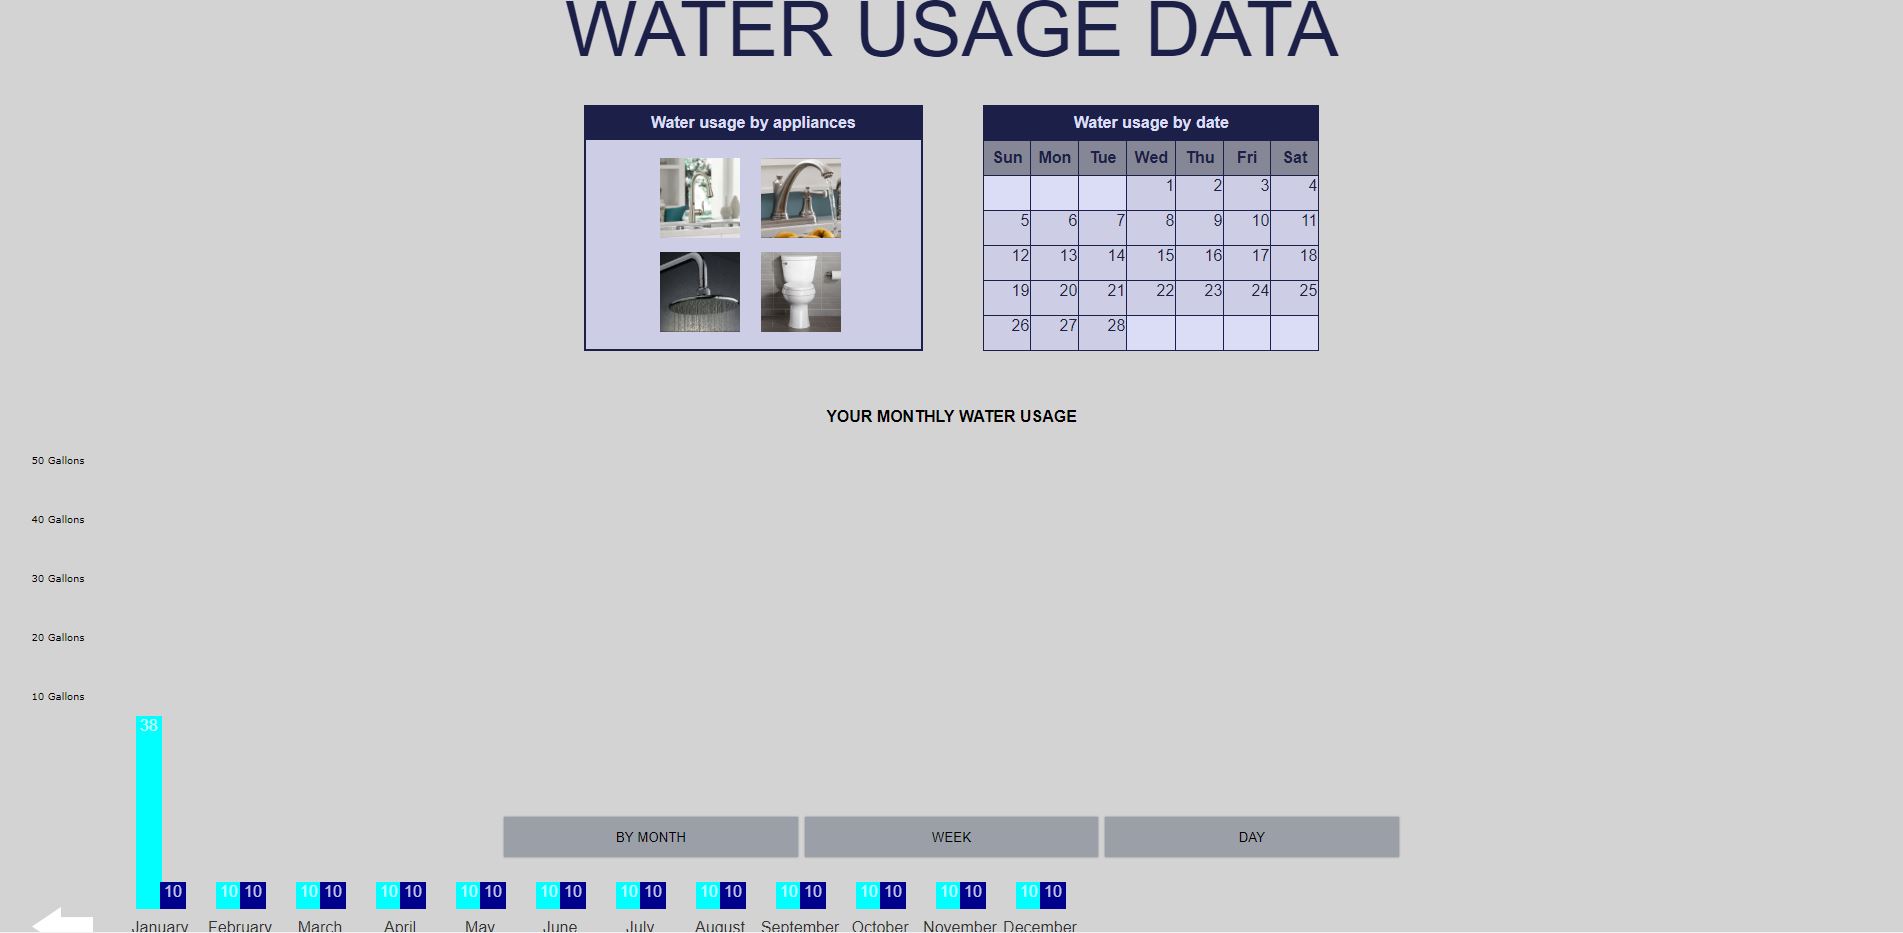 WATER USAGE DATA
Water usage by appliances
Water usage by date
Sun Mon Tue Wed Thu Fri Sat
1 2 3 4
5 6 7 8 9 10 11
12 13 14 15 16 17 18
19 20 21 22 23 24 25
26 27 28
YOUR MONTHLY WATER USAGE
50 Gallons
40 Gallons
30 Gallons
20 Gallons
10 Gallons
38
BY MONTH WEEK DAY
10 10 10 10 10 10 10 10 10 10 10 10 10 10 10 10 10 10 10 10 10 10 10
January February March April May June July August September October November December